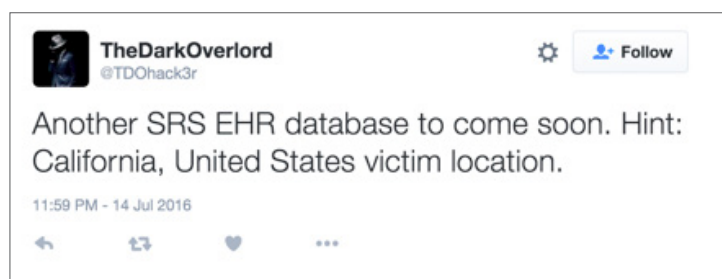 TheDarkOverlord
@TDOhack3r
Follow
Another SRS EHR database to come soon. Hint:
California, United States victim location.
11:59 PM - 14 Jul 2016